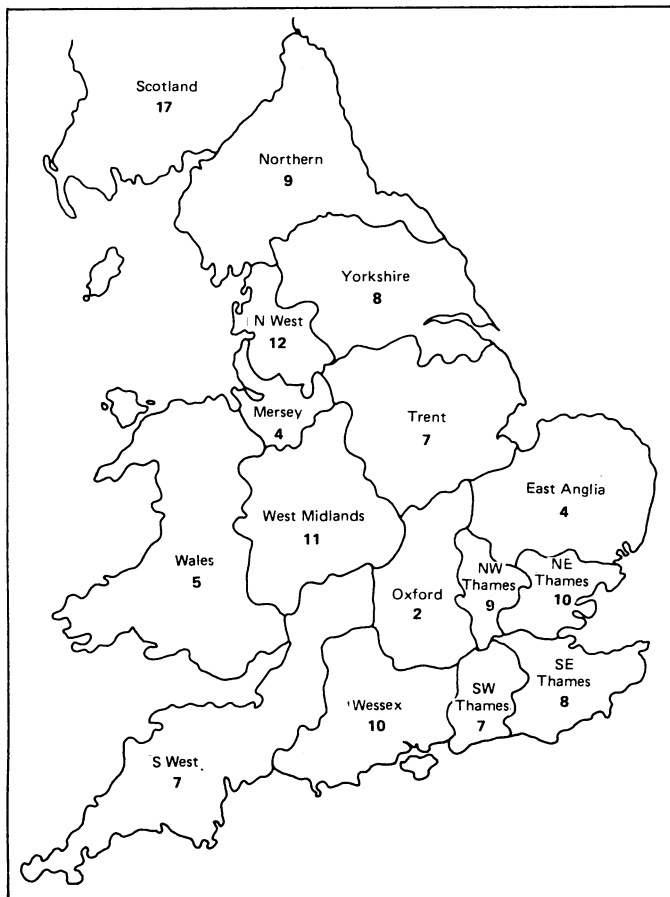 Scotland
17
Northern
9
Yorkshire
8
N West
12
Mersey
4
Trent
7
East Anglia
4
West Midlands
11
Wales
5
Oxford
2
NW
Thames
9
NE
Thames
10
SE
Thames
8
SW
Thames
7
Wessex
10
S West
7